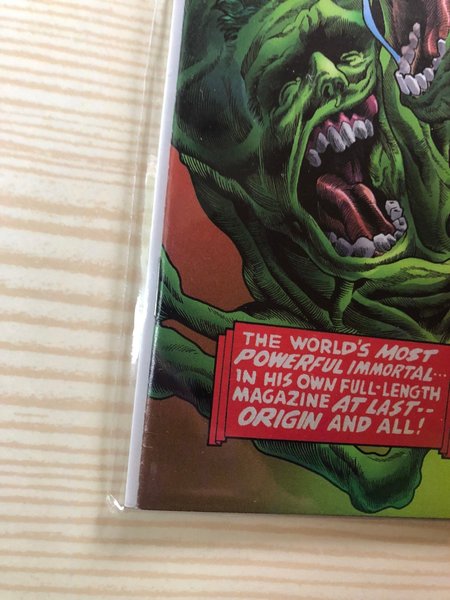 THE WORLD'S MOST
POWERFUL IMMORTAL...
IN HIS OWN FULL-LENGTH
MAGAZINE AT LAST--
ORIGIN AND ALL!